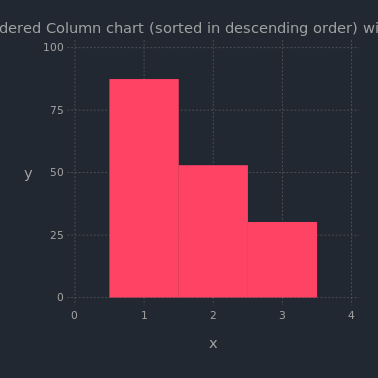 dered Column chart (sorted in descending order) wi
100
75
y
50
25
0
0 1 2 3 4
x